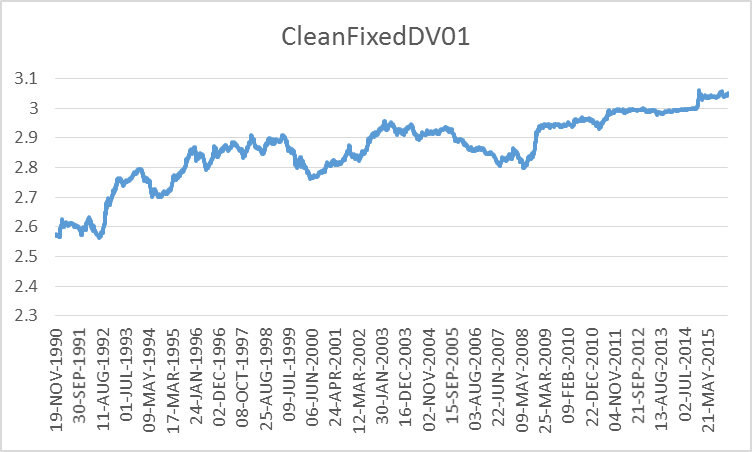 CleanFixedDV01
3.1
3
2.9
2.8
2.7
2.6
2.5
2.4
2.3
19-NOV-1990
30-SEP-1991
11-AUG-1992
01-JUL-1993
09-MAY-1994
17-MAR-1995
24-JAN-1996
02-DEC-1996
08-OCT-1997
25-AUG-1998
09-JUL-1999
06-JUN-2000
24-APR-2001
12-MAR-2002
30-JAN-2003
16-DEC-2003
02-NOV-2004
15-SEP-2005
03-AUG-2006
22-JUN-2007
09-MAY-2008
25-MAR-2009
09-FEB-2010
22-DEC-2010
04-NOV-2011
25-SEP-2012
13-AUG-2013
02-JUL-2014
21-MAY-2015